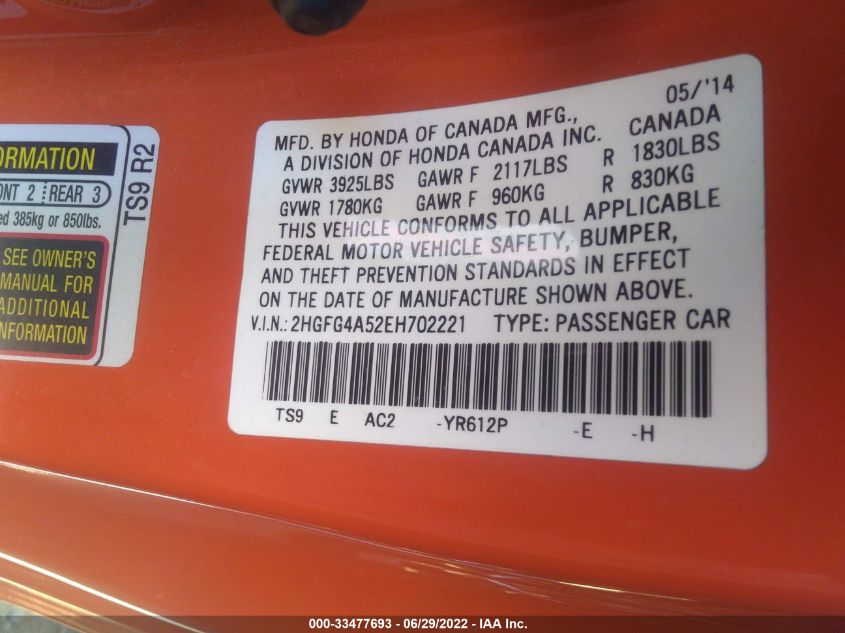 ORMATION
ONT 2 REAR 3
ed 385kg or 850lbs.
SEE OWNER'S
MANUAL FOR
ADDITIONAL
NFORMATION
TS9 R2
05/'14
MFD. BY HONDA OF CANADA MFG.,
A DIVISION OF HONDA CANADA INC. CANADA
GVWR 3925LBS GAWR F 2117LBS R 1830LBS
GVWR 1780KG GAWR F 960KG R 830KG
THIS VEHICLE CONFORMS TO ALL APPLICABLE
FEDERAL MOTOR VEHICLE SAFETY, BUMPER,
AND THEFT PREVENTION STANDARDS IN EFFECT
ON THE DATE OF MANUFACTURE SHOWN ABOVE.
V.I.N.: 2HGFG4A52EH702221 TYPE: PASSENGER CAR
TS9 E AC2 -YR612P -E -H
000-33477693 - 06/29/2022 - IAA Inc.